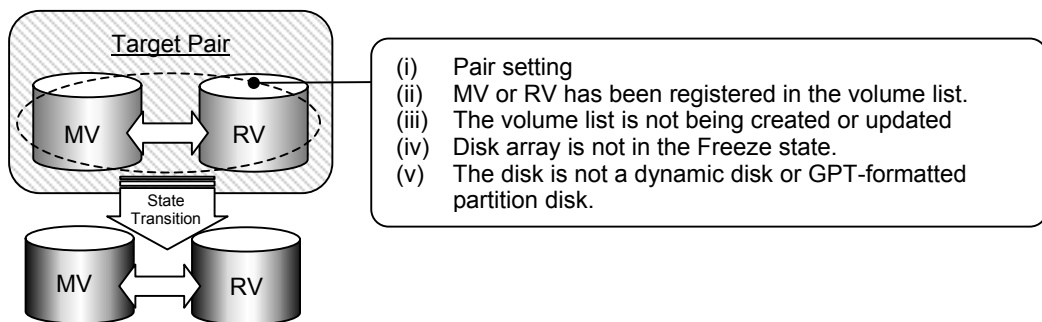 Target Pair
MV
RV
State
Transition
MV
RV
(i) Pair setting
(ii) MV or RV has been registered in the volume list.
(iii) The volume list is not being created or updated
(iv) Disk array is not in the Freeze state.
(v) The disk is not a dynamic disk or GPT-formatted
partition disk.